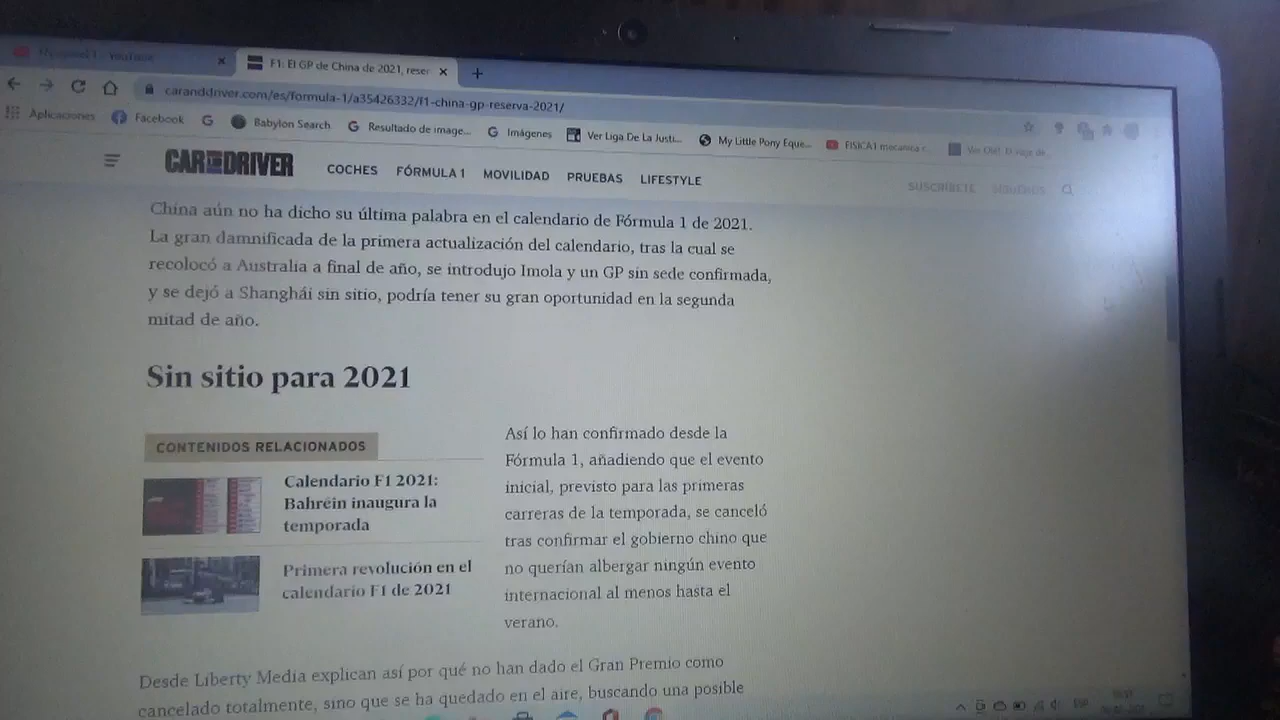 F1: El GP de China de 2021, reser
caranddriver.com/es/formula-1/a35426332/f1-china-gp-reserva-2021/
Aplicaciones Facebook Babylon Search Resultado de image... Imágenes Ver Liga De La Justi... My Little Pony Eque... FISICA1 mecanica c...
CAR AND DRIVER COCHES FÓRMULA 1 MOVILIDAD PRUEBAS LIFESTYLE SUSCRÍBETE SÍGUENOS
China aún no ha dicho su última palabra en el calendario de Fórmula 1 de 2021.
La gran damnificada de la primera actualización del calendario, tras la cual se
recolocó a Australia a final de año, se introdujo Imola y un GP sin sede confirmada,
y se dejó a Shanghái sin sitio, podría tener su gran oportunidad en la segunda
mitad de año.
Sin sitio para 2021
CONTENIDOS RELACIONADOS
Calendario F1 2021:
Bahréin inaugura la
temporada
Primera revolución en el
calendario F1 de 2021
Así lo han confirmado desde la
Fórmula 1, añadiendo que el evento
inicial, previsto para las primeras
carreras de la temporada, se canceló
tras confirmar el gobierno chino que
no querían albergar ningún evento
internacional al menos hasta el
verano.
Desde Liberty Media explican así por qué no han dado el Gran Premio como
cancelado totalmente, sino que se ha quedado en el aire, buscando una posible
ESP